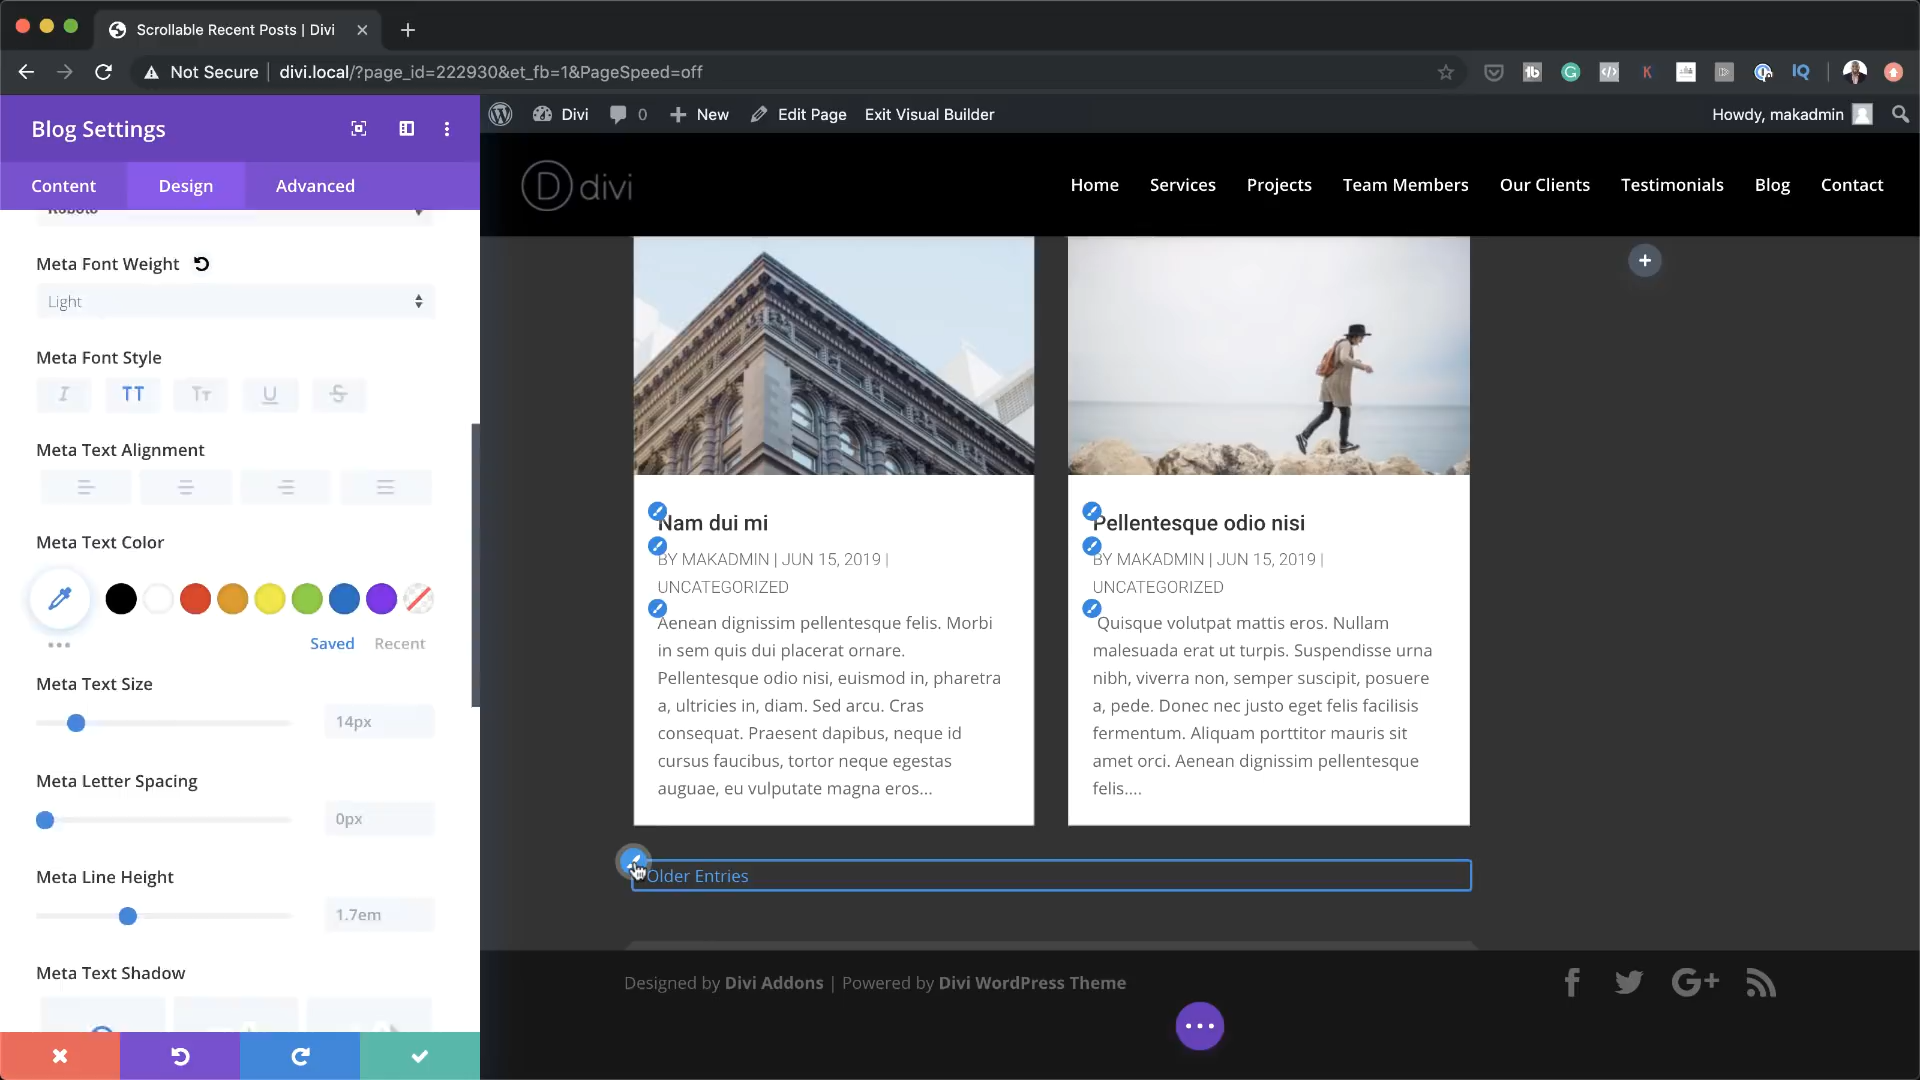 Scrollable Recent Posts | Divi
Not Secure | divi.local/?page_id=222930&et_fb=1&PageSpeed=off
Blog Settings
Divi 0 New Edit Page Exit Visual Builder Howdy, makadmin
Content Design Advanced
divi
Home Services Projects Team Members Our Clients Testimonials Blog Contact
Roboto
Meta Font Weight
Light
Meta Font Style
I TT Tt U S
Meta Text Alignment
Meta Text Color
Saved Recent
Meta Text Size
14px
Meta Letter Spacing
0px
Meta Line Height
1.7em
Meta Text Shadow
Nam dui mi
BY MAKADMIN | JUN 15, 2019 |
UNCATEGORIZED
Aenean dignissim pellentesque felis. Morbi
in sem quis dui placerat ornare.
Pellentesque odio nisi, euismod in, pharetra
a, ultricies in, diam. Sed arcu. Cras
consequat. Praesent dapibus, neque id
cursus faucibus, tortor neque egestas
auguae, eu vulputate magna eros...
Pellentesque odio nisi
BY MAKADMIN | JUN 15, 2019 |
UNCATEGORIZED
Quisque volutpat mattis eros. Nullam
malesuada erat ut turpis. Suspendisse urna
nibh, viverra non, semper suscipit, posuere
a, pede. Donec nec justo eget felis facilisis
fermentum. Aliquam porttitor mauris sit
amet orci. Aenean dignissim pellentesque
felis....
Older Entries
Designed by Divi Addons | Powered by Divi WordPress Theme